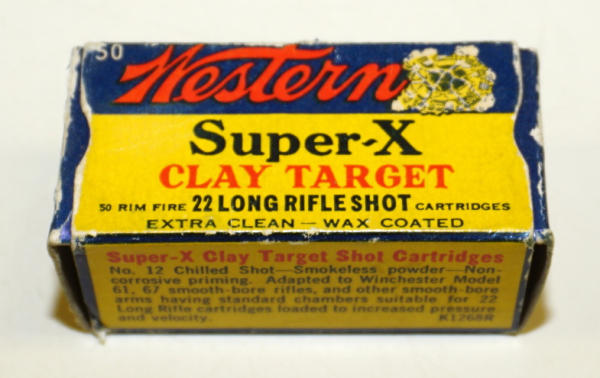 50
Western
Super-X
CLAY TARGET
50 RIM FIRE 22 LONG RIFLE SHOT CARTRIDGES
EXTRA CLEAN — WAX COATED
Super-X Clay Target Shot Cartridges
No. 12 Chilled Shot—Smokeless powder—Non-
corrosive priming. Adapted to Winchester Model
61, 67 smooth-bore rifles, and other smooth-bore
arms having standard chambers suitable for 22
Long Rifle cartridges loaded to increased pressure
and velocity. K1268R